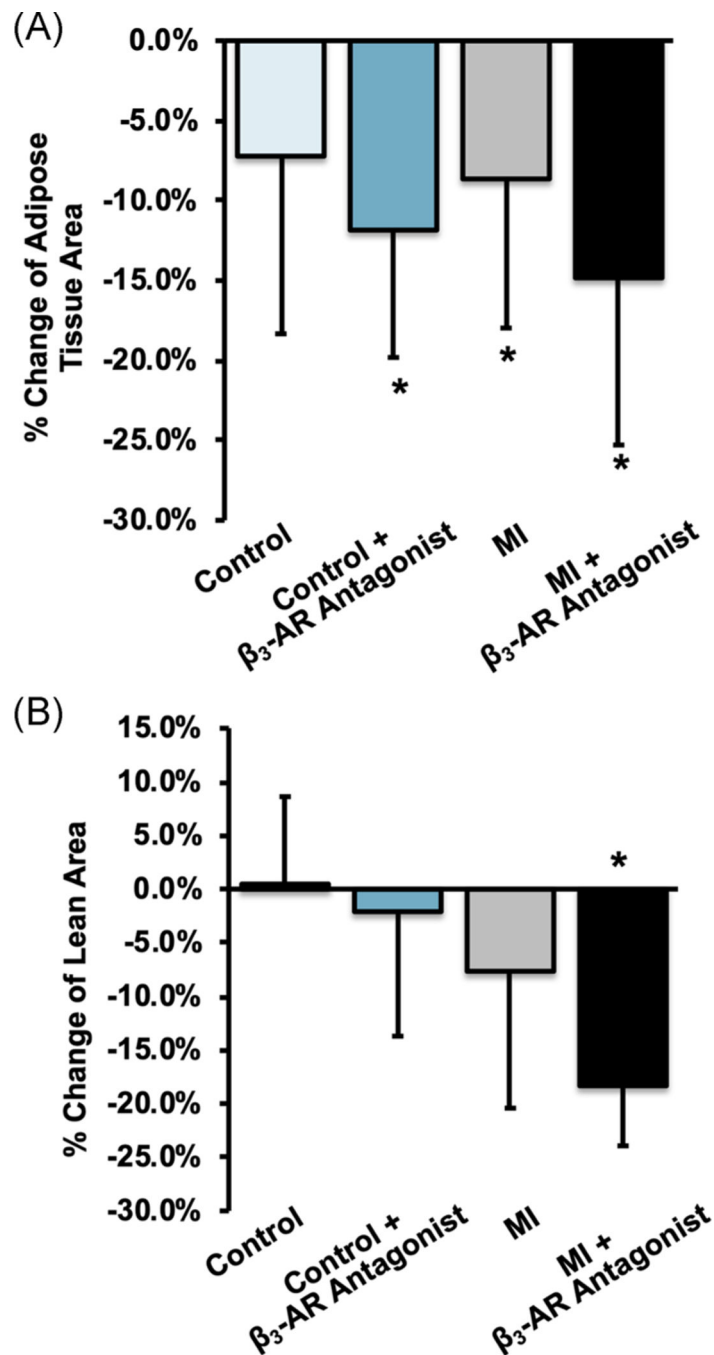 (A)
% Change of Adipose
Tissue Area
0.0%
-5.0%
-10.0%
-15.0%
-20.0%
-25.0%
-30.0%
*
*
*
Control
Control +
β₃-AR Antagonist
MI
MI +
β₃-AR Antagonist
(B)
% Change of Lean Area
15.0%
10.0%
5.0%
0.0%
-5.0%
-10.0%
-15.0%
-20.0%
-25.0%
-30.0%
*
Control
Control +
β₃-AR Antagonist
MI
MI +
β₃-AR Antagonist